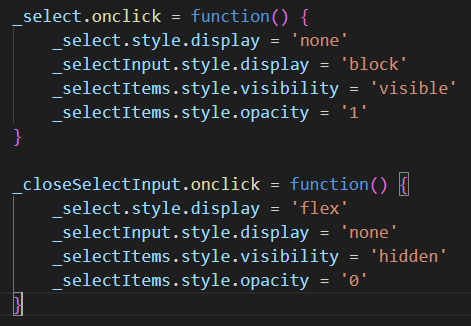 _select.onclick = function() {
    _select.style.display = 'none'
    _selectInput.style.display = 'block'
    _selectItems.style.visibility = 'visible'
    _selectItems.style.opacity = '1'
}

_closeSelectInput.onclick = function() {
    _select.style.display = 'flex'
    _selectInput.style.display = 'none'
    _selectItems.style.visibility = 'hidden'
    _selectItems.style.opacity = '0'
}